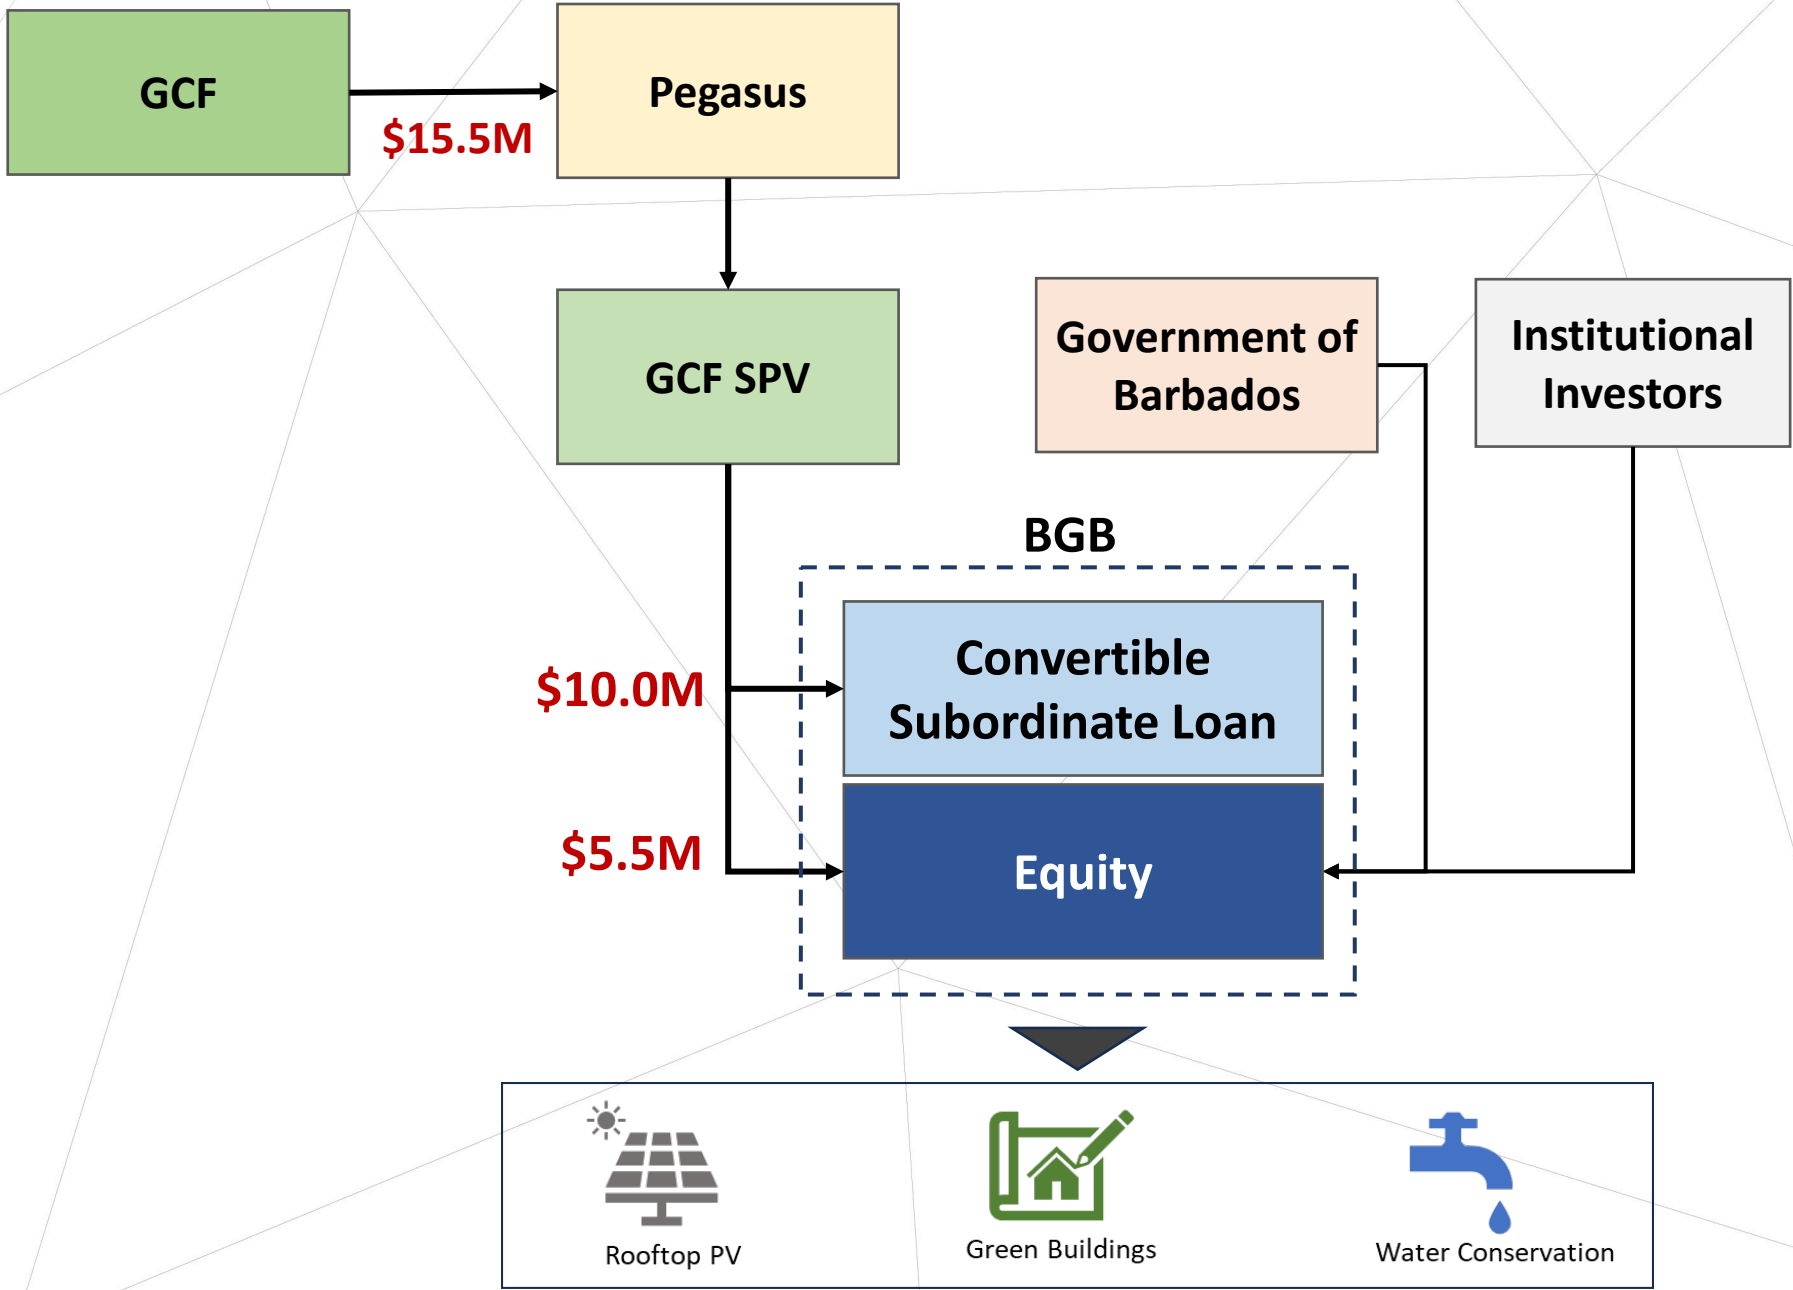 GCF
$15.5M
Pegasus
GCF SPV
Government of
Barbados
Institutional
Investors
BGB
$10.0M
Convertible
Subordinate Loan
$5.5M
Equity
Rooftop PV
Green Buildings
Water Conservation